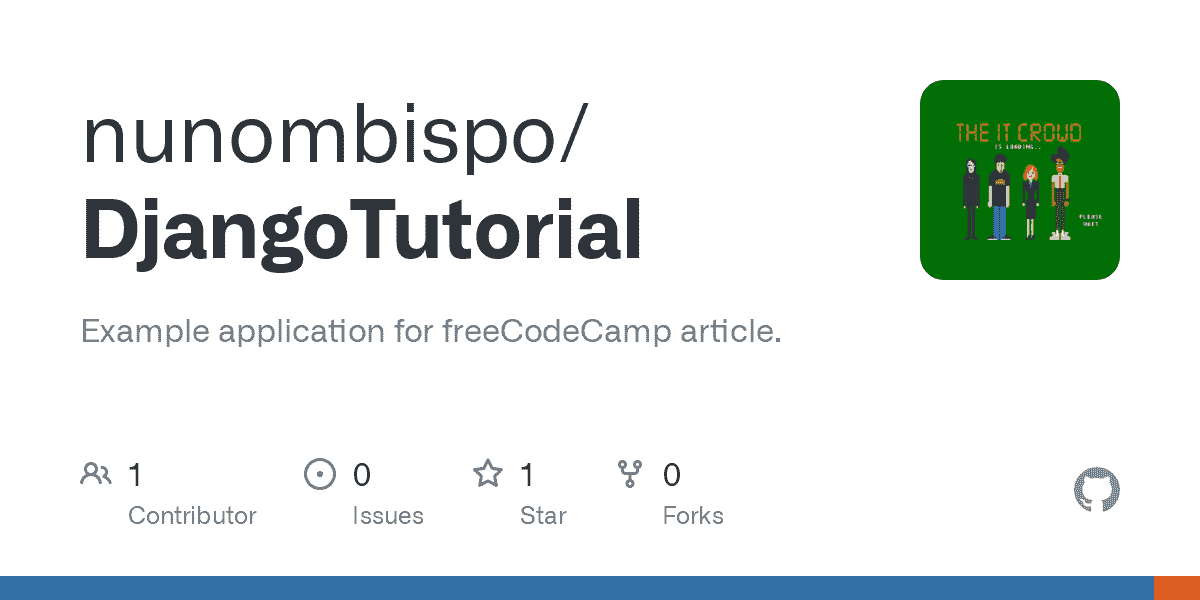 nunombispo/
DjangoTutorial
Example application for freeCodeCamp article.
THE IT CROWD
IS LOADING..
PLEASE
WAIT
1
Contributor
0
Issues
1
Star
0
Forks